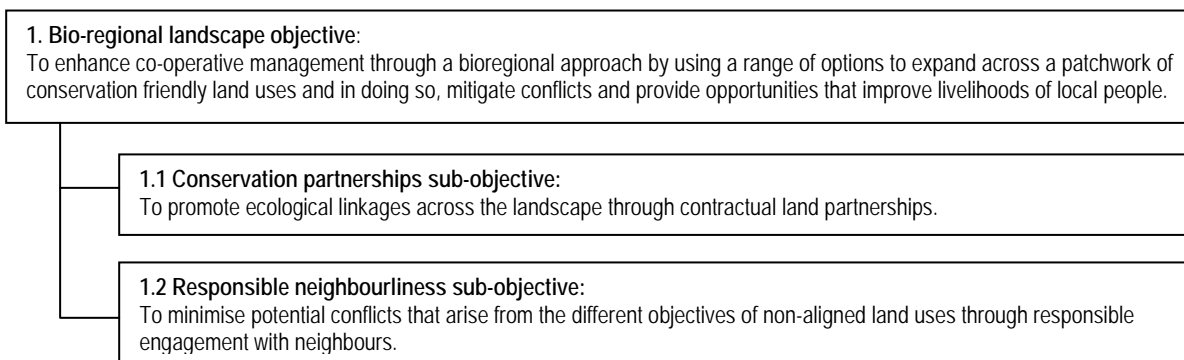 1. Bio-regional landscape objective:
To enhance co-operative management through a bioregional approach by using a range of options to expand across a patchwork of
conservation friendly land uses and in doing so, mitigate conflicts and provide opportunities that improve livelihoods of local people.
1.1 Conservation partnerships sub-objective:
To promote ecological linkages across the landscape through contractual land partnerships.
1.2 Responsible neighbourliness sub-objective:
To minimise potential conflicts that arise from the different objectives of non-aligned land uses through responsible
engagement with neighbours.